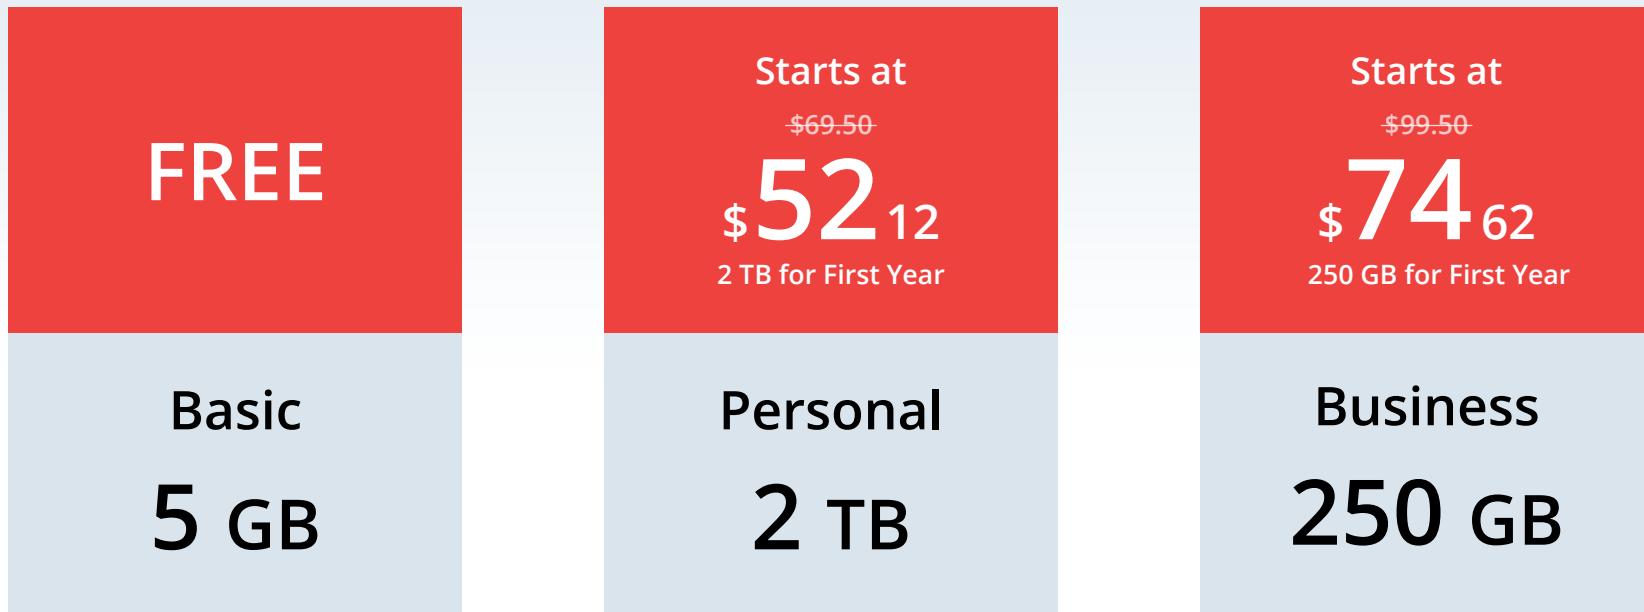 FREE
Basic
5 GB
Starts at
$69.50
$52 12
2 TB for First Year
Personal
2 TB
Starts at
$99.50
$74 62
250 GB for First Year
Business
250 GB